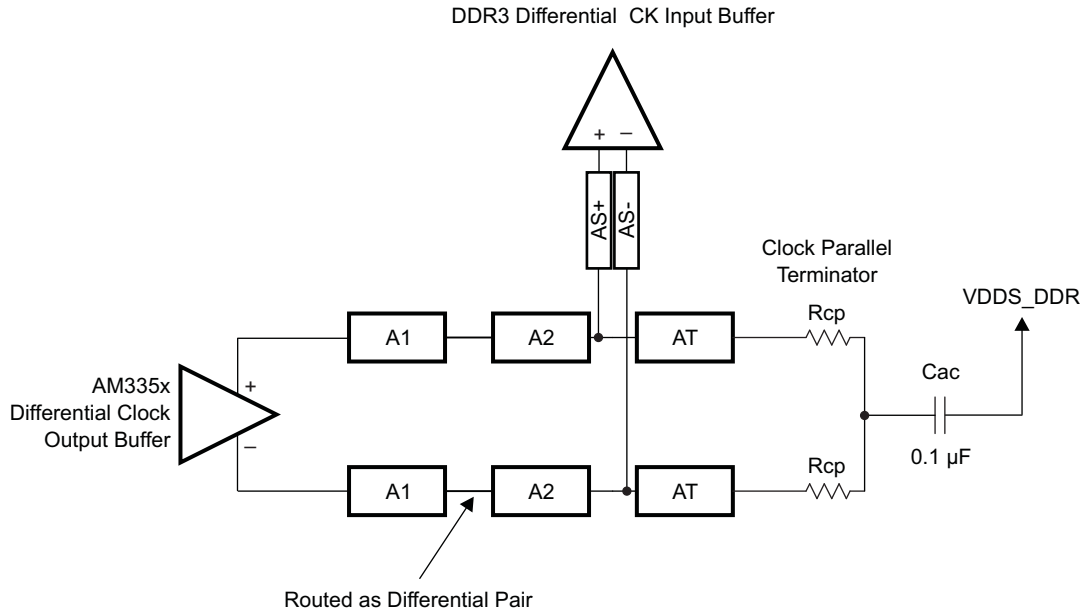 DDR3 Differential CK Input Buffer
+ −
AS+
AS-
Clock Parallel
Terminator
VDDS_DDR
Rcp
A1
A2
AT
Cac
AM335x
Differential Clock
Output Buffer
+
−
0.1 µF
Rcp
A1
A2
AT
Routed as Differential Pair